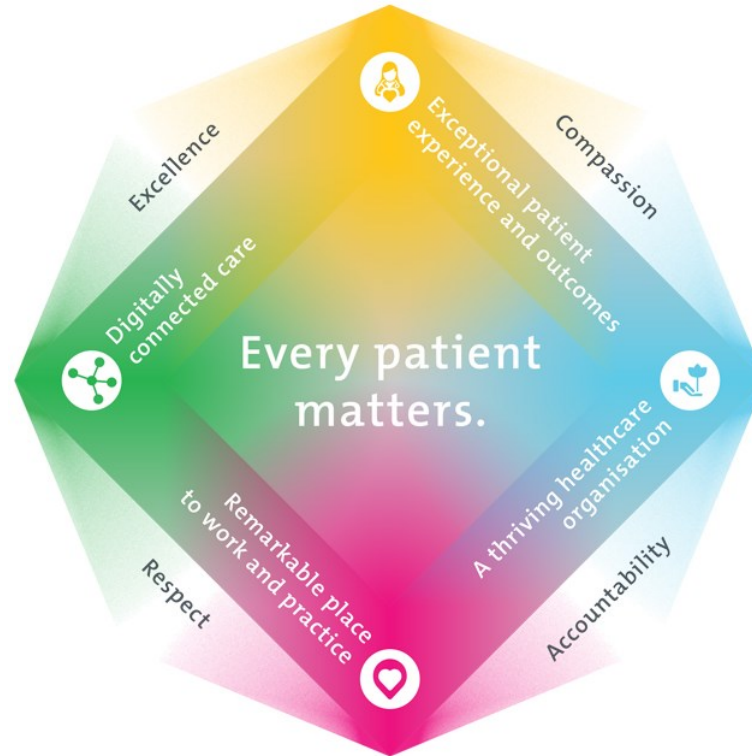 Excellence
Compassion
Exceptional patient
experience and outcomes
Digitally
connected care
Every patient
matters.
A thriving healthcare
organisation
Remarkable place
to work and practice
Respect
Accountability